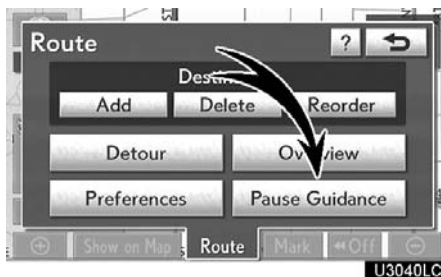 Route ?
Add Delete Reorder
Detour
Preferences Pause Guidance
Show on Map Route Mark Off
U3040LC